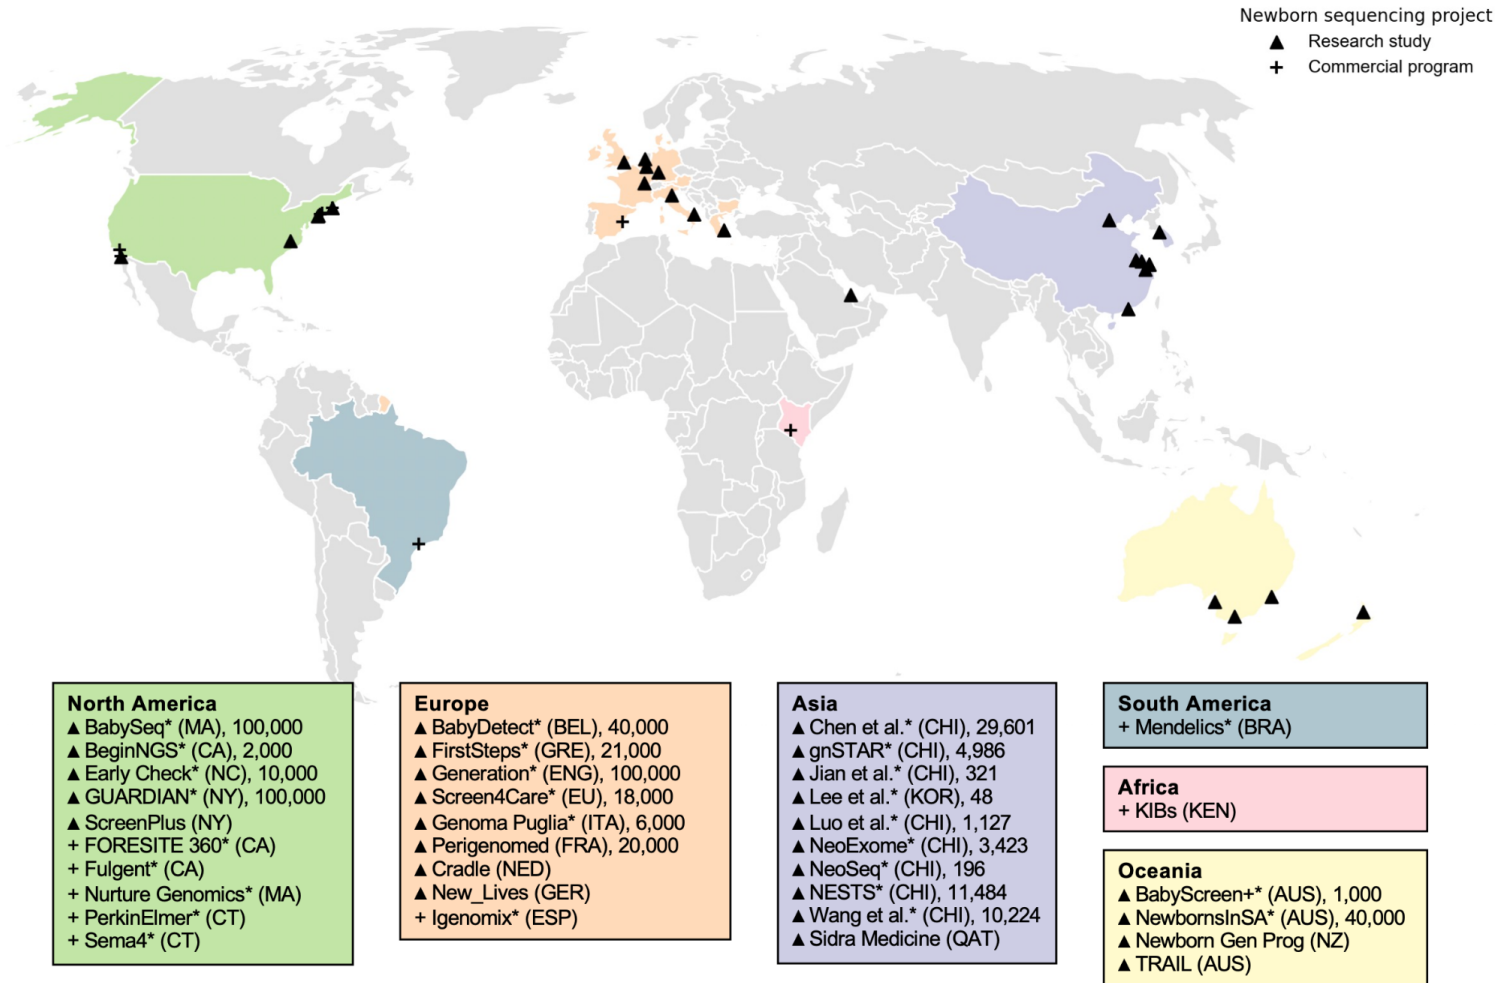 Newborn sequencing project
▲ Research study
+ Commercial program
North America
▲ BabySeq* (MA), 100,000
▲ BeginNGS* (CA), 2,000
▲ Early Check* (NC), 10,000
▲ GUARDIAN* (NY), 100,000
▲ ScreenPlus (NY)
+ FORESITE 360* (CA)
+ Fulgent* (CA)
+ Nurture Genomics* (MA)
+ PerkinElmer* (CT)
+ Sema4* (CT)
Europe
▲ BabyDetect* (BEL), 40,000
▲ FirstSteps* (GRE), 21,000
▲ Generation* (ENG), 100,000
▲ Screen4Care* (EU), 18,000
▲ Genoma Puglia* (ITA), 6,000
▲ Perigenomed (FRA), 20,000
▲ Cradle (NED)
▲ New_Lives (GER)
+ Igenomix* (ESP)
Asia
▲ Chen et al.* (CHI), 29,601
▲ gnSTAR* (CHI), 4,986
▲ Jian et al.* (CHI), 321
▲ Lee et al.* (KOR), 48
▲ Luo et al.* (CHI), 1,127
▲ NeoExome* (CHI), 3,423
▲ NeoSeq* (CHI), 196
▲ NESTS* (CHI), 11,484
▲ Wang et al.* (CHI), 10,224
▲ Sidra Medicine (QAT)
South America
+ Mendelics* (BRA)
Africa
+ KIBs (KEN)
Oceania
▲ BabyScreen+* (AUS), 1,000
▲ NewbornsInSA* (AUS), 40,000
▲ Newborn Gen Prog (NZ)
▲ TRAIL (AUS)